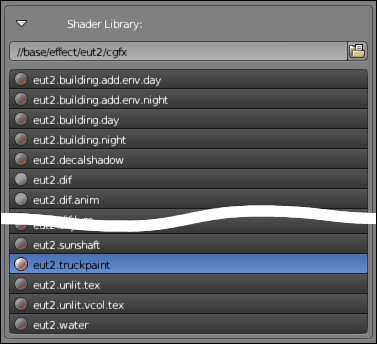 Shader Library:
//base/effect/eut2/cgfx
eut2.building.add.env.day
eut2.building.add.env.night
eut2.building.day
eut2.building.night
eut2.decalshadow
eut2.dif
eut2.dif.anim
eut2.sunshaft
eut2.truckpaint
eut2.unlit.tex
eut2.unlit.vcol.tex
eut2.water